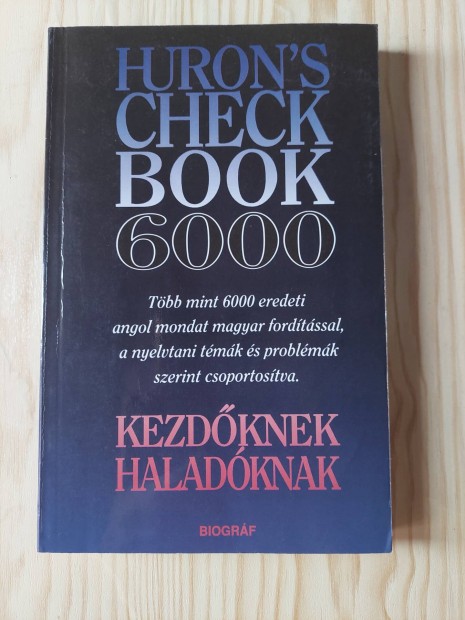 HURON'S
CHECK
BOOK
6000
Több mint 6000 eredeti
angol mondat magyar fordítással,
a nyelvtani témák és problémák
szerint csoportosítva.
KEZDŐKNEK
HALADÓKNAK
BIOGRÁF